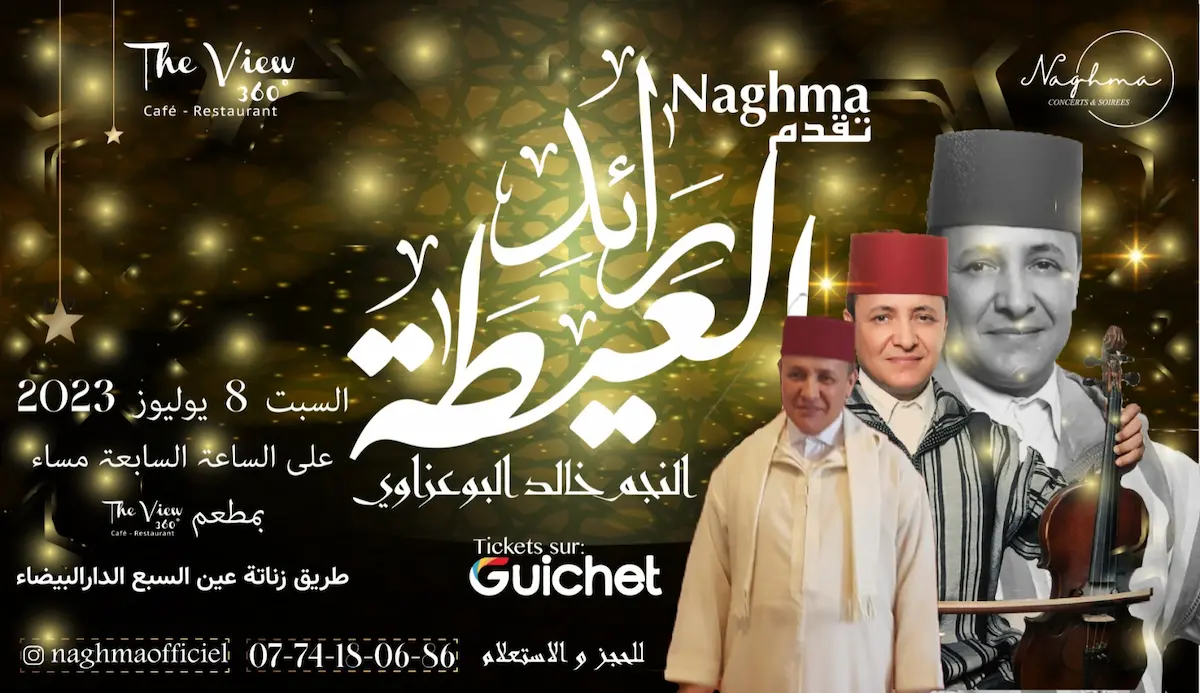 The View
360°
Café - Restaurant
Naghma
CONCERTS & SOIREES
Naghma
تقدم
رائد
العيطة
النجم خالد البوعزاوي
السبت 8 يوليوز 2023
على الساعة السابعة مساء
بمطعم The View 360°
Café - Restaurant
طريق زناتة عين السبع الدارالبيضاء
Tickets sur:
Guichet
للحجز و الاستعلام 07-74-18-06-86 naghmaofficiel